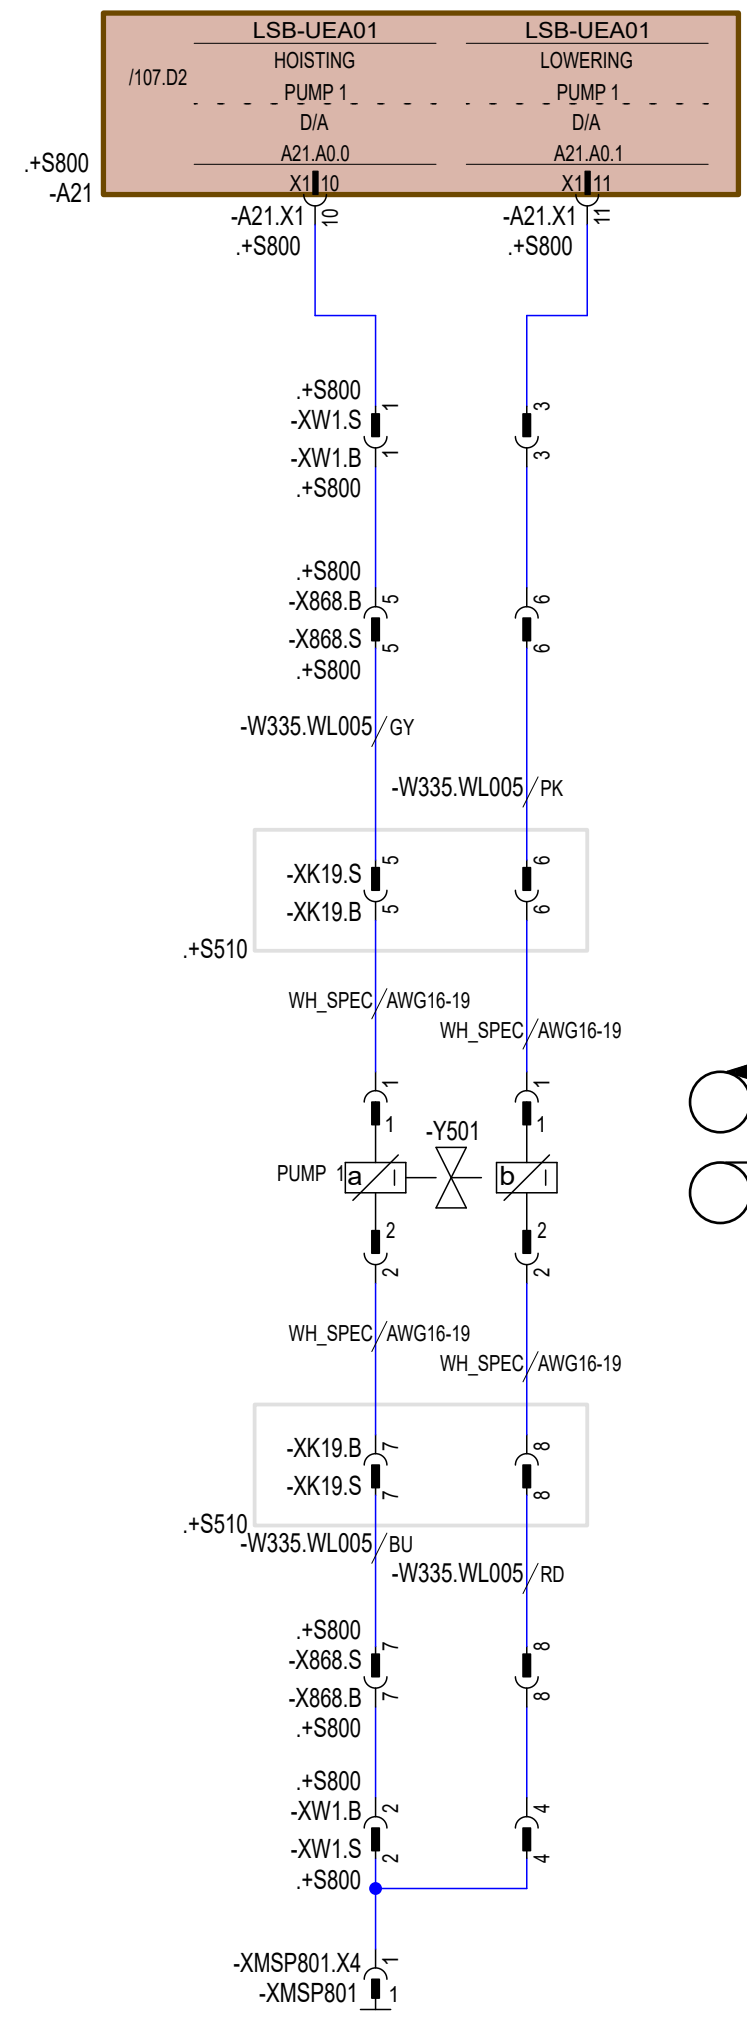 LSB-UEA01 LSB-UEA01
HOISTING LOWERING
/107.D2
PUMP 1 PUMP 1
D/A D/A
A21.A0.0 A21.A0.1
.+S800
-A21
X1 10 X1 11
-A21.X1 10 -A21.X1 11
.+S800 .+S800
.+S800 1 3
-XW1.S
-XW1.B 1 3
.+S800
.+S800
-X868.B 5 6
-X868.S 5 6
.+S800
-W335.WL005 GY
-W335.WL005 PK
5 6
-XK19.S
-XK19.B 5 6
.+S510
WH_SPEC AWG16-19
WH_SPEC AWG16-19
1 1
1 1
-Y501
PUMP 1 a I b I
2 2
2 2
WH_SPEC AWG16-19
WH_SPEC AWG16-19
-XK19.B 7 8
-XK19.S 7 8
.+S510
-W335.WL005 BU
-W335.WL005 RD
.+S800 7 8
-X868.S
-X868.B 7 8
.+S800
.+S800
-XW1.B 2 4
-XW1.S 2 4
.+S800
-XMSP801.X4 1
-XMSP801 1